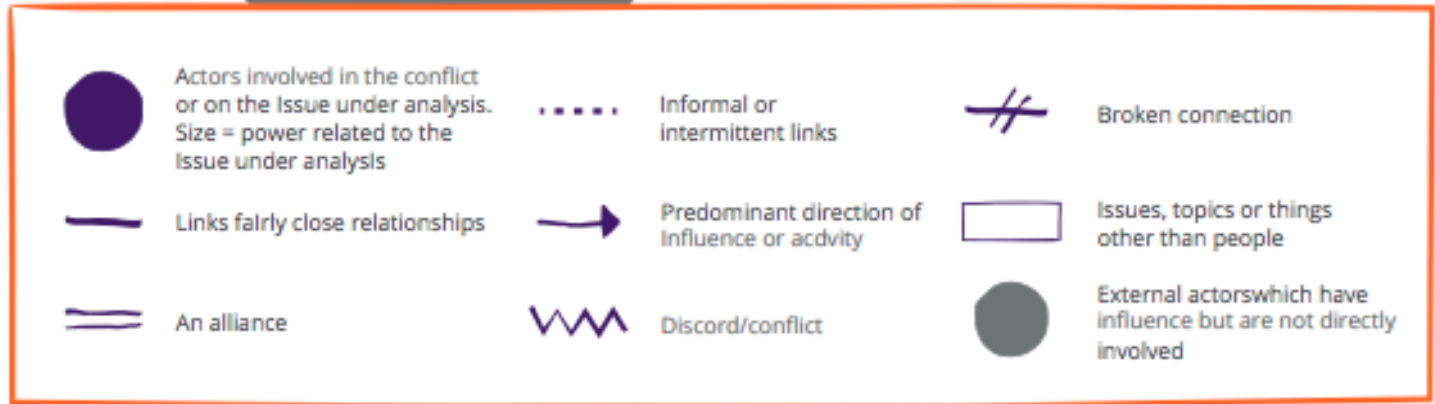 Actors involved in the conflict
or on the Issue under analysis.
Size = power related to the
Issue under analysIs
Links faIrly close relationships
An alliance
Informal or
intermittent links
Predominant direction of
Influence or acdvity
Discord/conflict
Broken connection
Issues, topics or things
other than people
External actorswhich have
influence but are not directly
involved